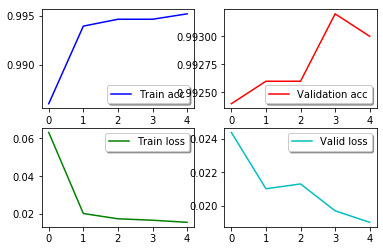 0.995
0.990
Train acc
0 1 2 3 4
0.99300
0.99275
0.99250
Validation acc
0 1 2 3 4
0.06
0.04
0.02
Train loss
0 1 2 3 4
0.024
0.022
0.020
Valid loss
0 1 2 3 4